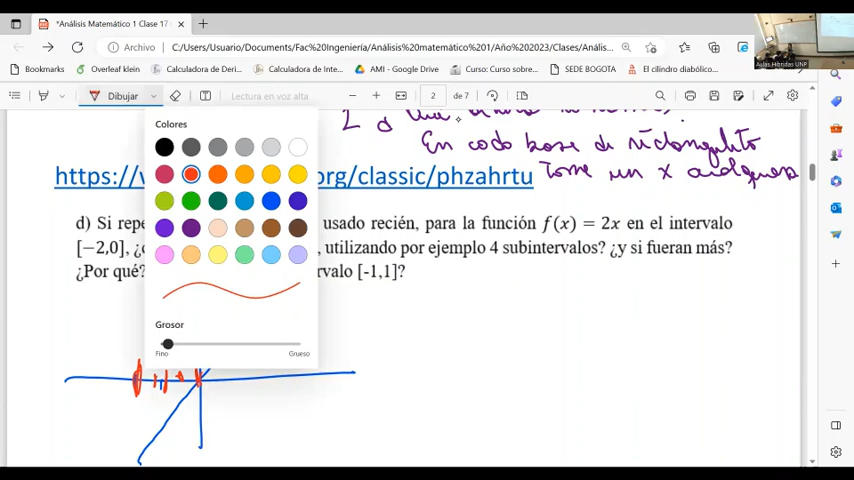 *Análisis Matemático 1 Clase 17
Archivo
C:/Users/Usuario/Documents/Fac%20Ingeniería/Análisis%20matemático%201/Año%202023/Clases/Anális...
Aulas Híbridas UNP
Bookmarks
Overleaf klein
Calculadora de Deri...
Calculadora de Inte...
AMI - Google Drive
Curso: Curso sobre...
SEDE BOGOTA
El cilindro diabólic...
Dibujar
Lectura en voz alta
2
de 7
Colores
En cada base de rectangulito
https://
.org/classic/phzahrtu
tomo un x cualquiera
d) Si repe
usado recién, para la función f(x) = 2x en el intervalo
[−2,0], ¿
, utilizando por ejemplo 4 subintervalos? ¿y si fueran más?
¿Por qué?
rvalo [-1,1]?
Grosor
Fino
Grueso